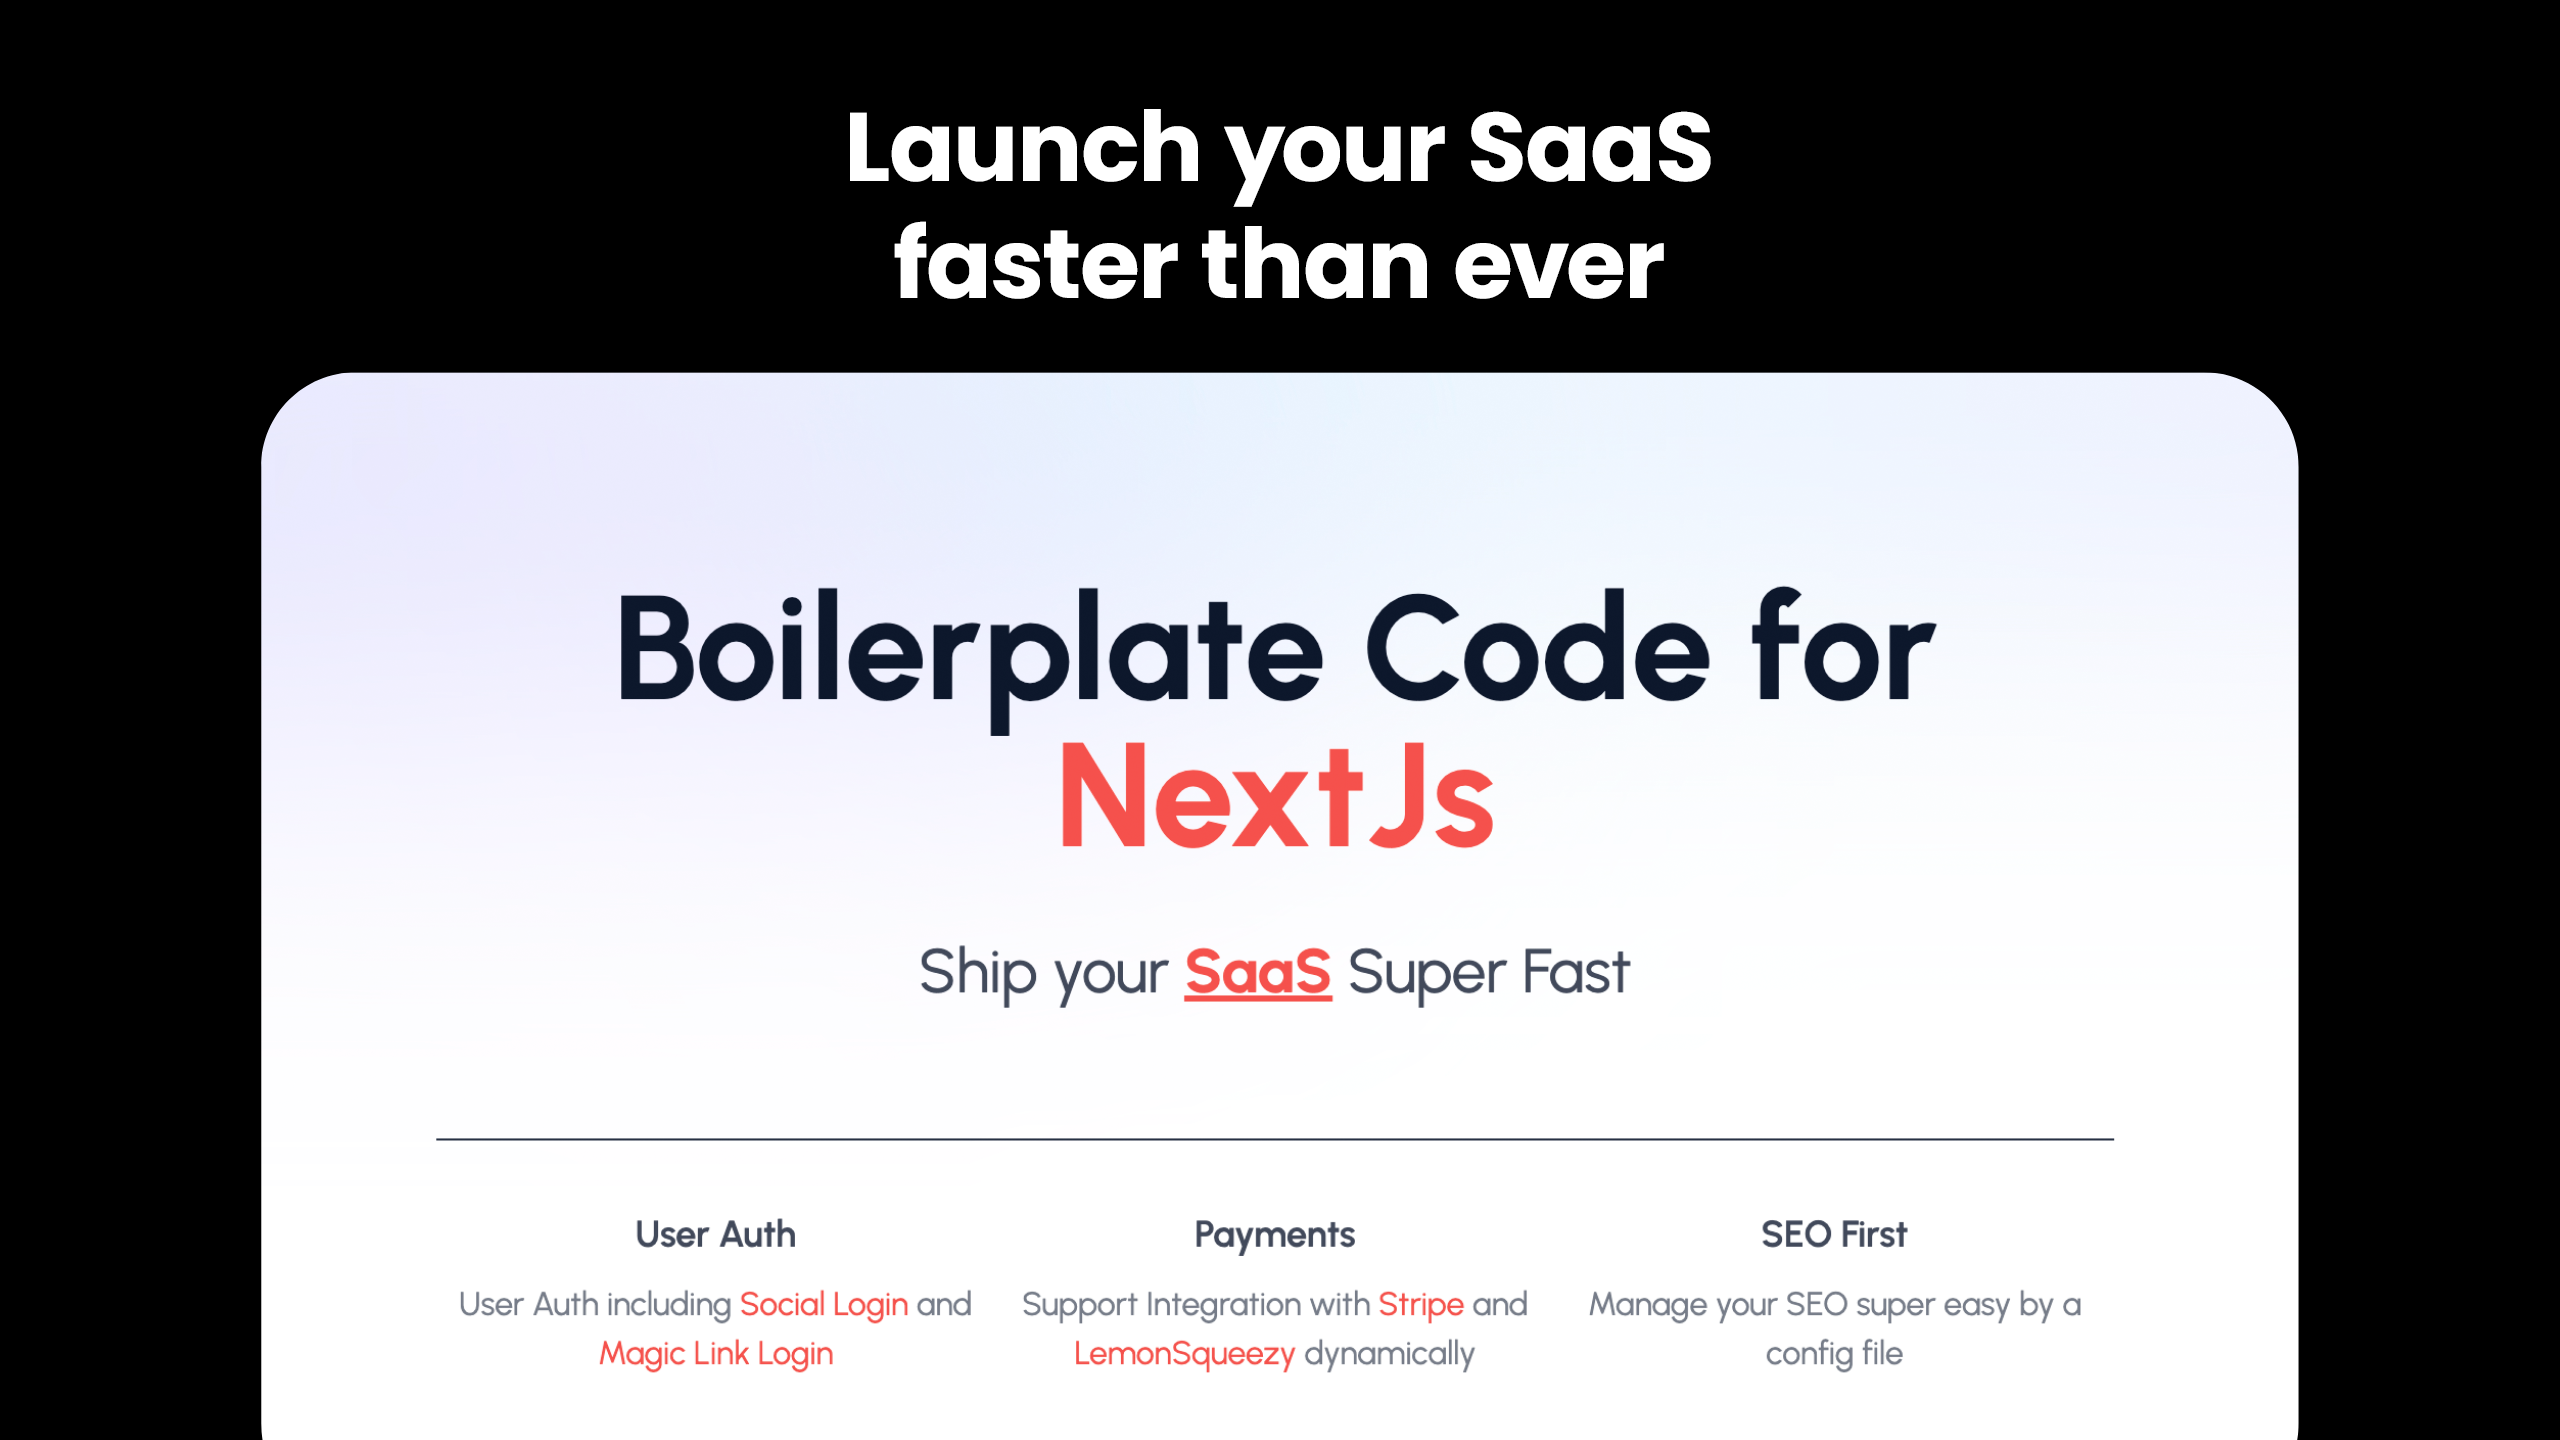 Launch your SaaS
faster than ever
Boilerplate Code for
NextJs
Ship your SaaS Super Fast
User Auth
User Auth including Social Login and
Magic Link Login
Payments
Support Integration with Stripe and
LemonSqueezy dynamically
SEO First
Manage your SEO super easy by a
config file